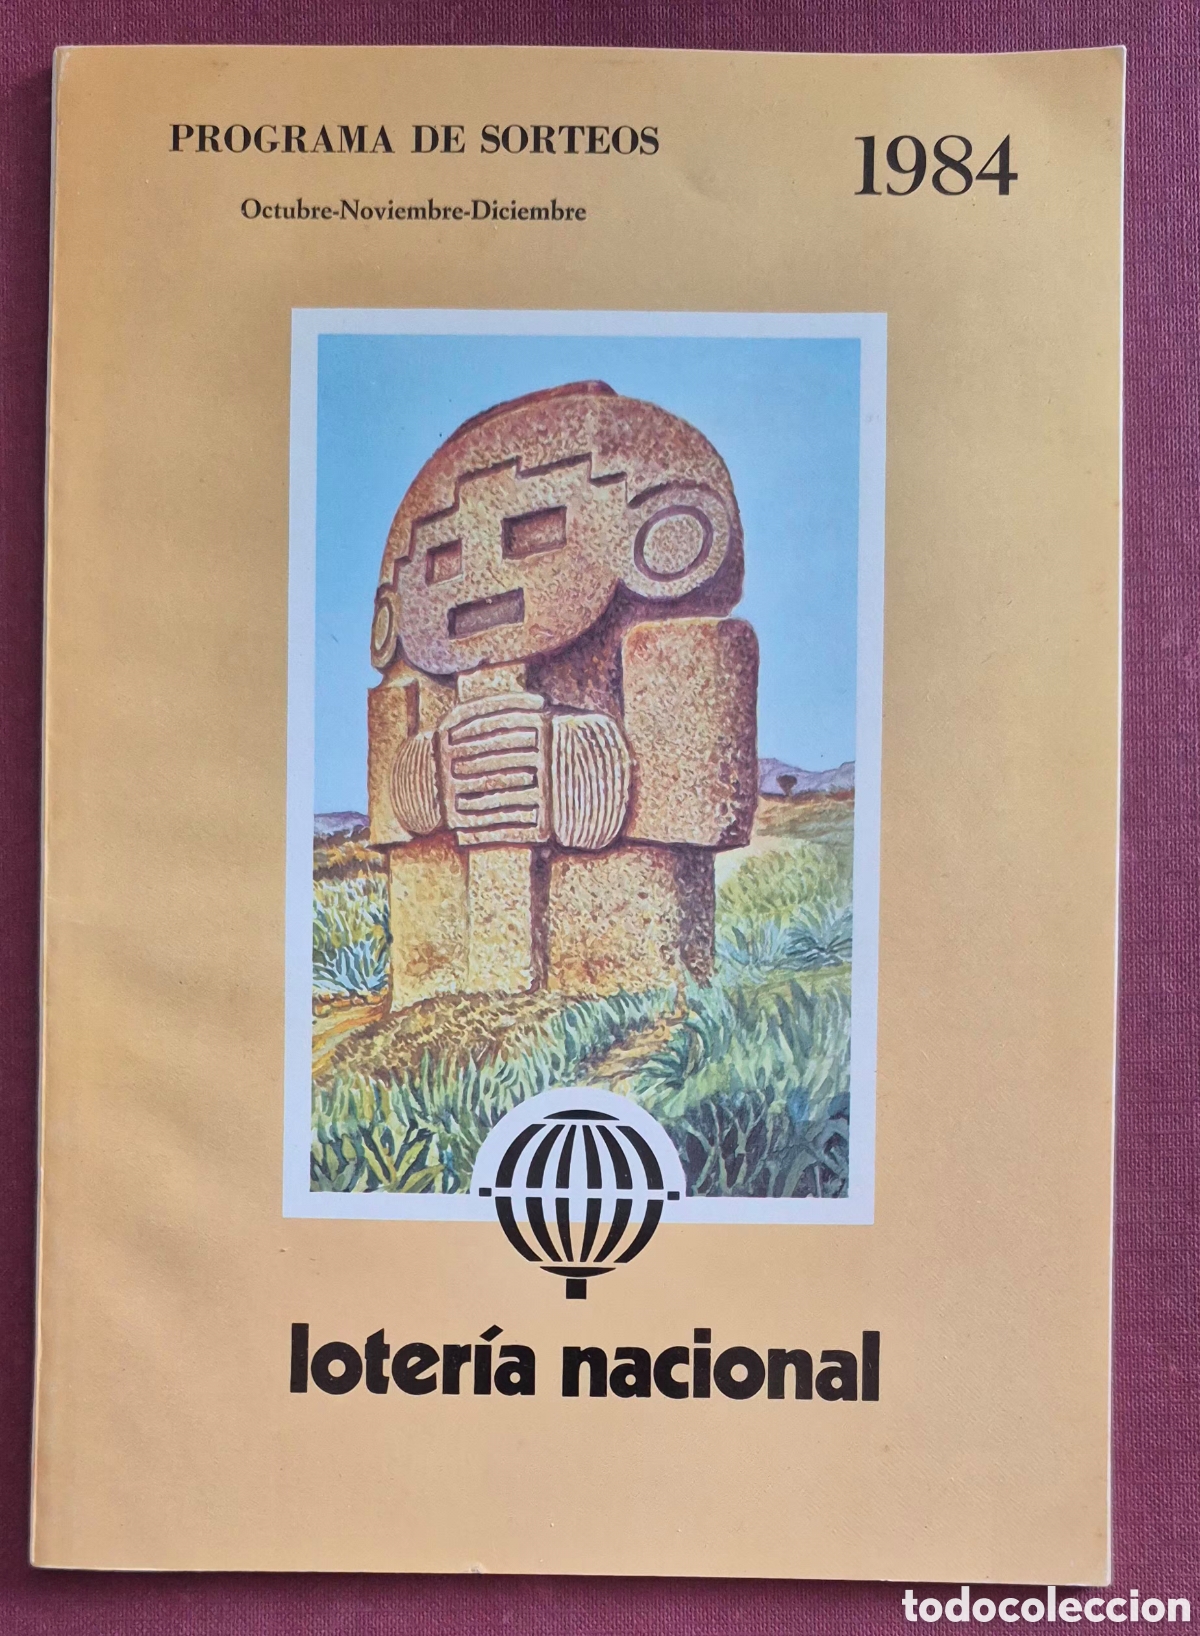 PROGRAMA DE SORTEOS
1984
Octubre-Noviembre-Diciembre
lotería nacional
todocoleccion